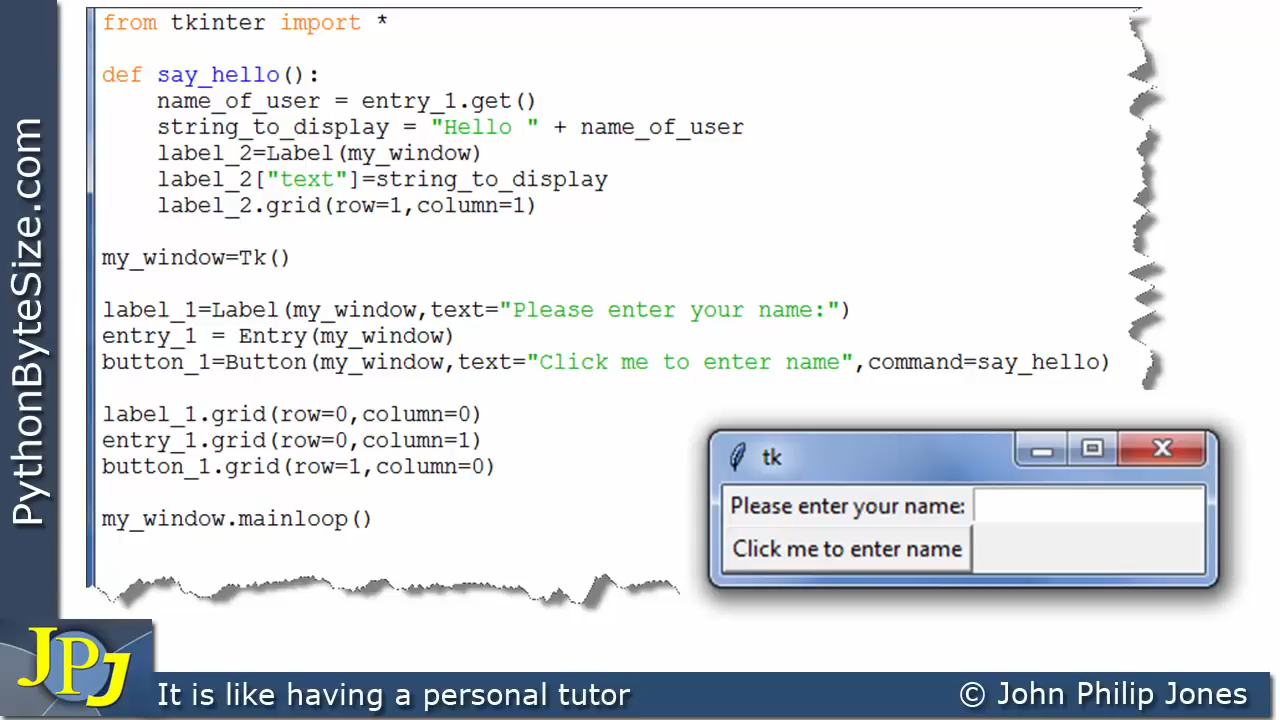 PythonByteSize.com
from tkinter import *
def say_hello():
    name_of_user = entry_1.get()
    string_to_display = "Hello " + name_of_user
    label_2=Label(my_window)
    label_2["text"]=string_to_display
    label_2.grid(row=1,column=1)
my_window=Tk()
label_1=Label(my_window,text="Please enter your name:")
entry_1 = Entry(my_window)
button_1=Button(my_window,text="Click me to enter name",command=say_hello)
label_1.grid(row=0,column=0)
entry_1.grid(row=0,column=1)
button_1.grid(row=1,column=0)
my_window.mainloop()
tk
Please enter your name:
Click me to enter name
JPJ
It is like having a personal tutor
© John Philip Jones